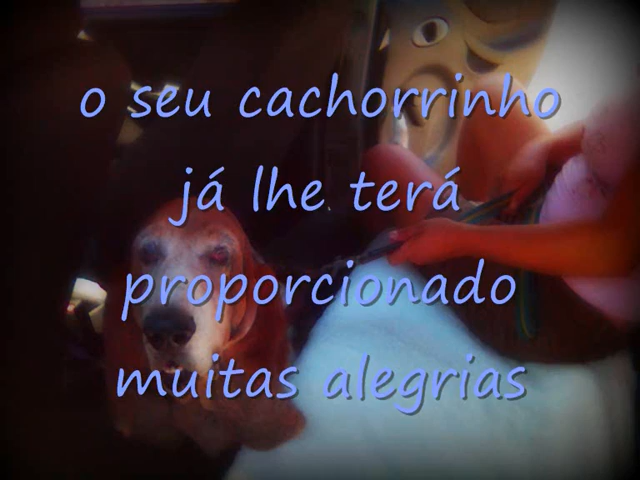 o seu cachorrinho
já lhe terá
proporcionado
muitas alegrias